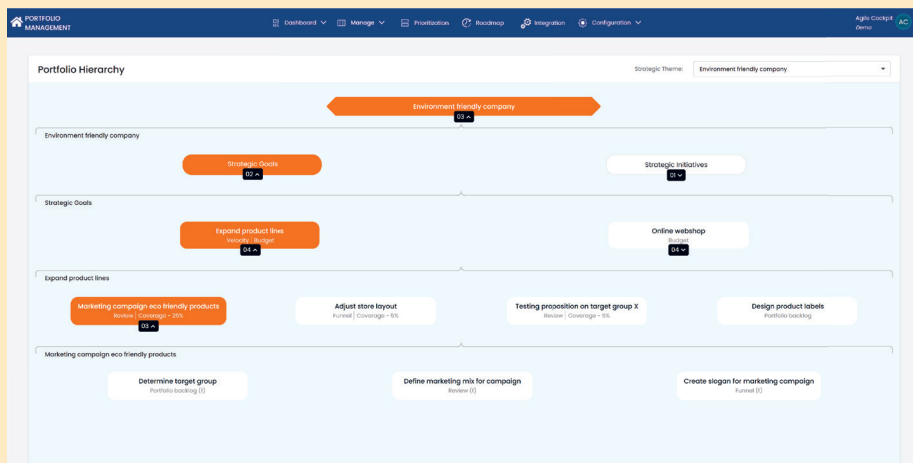 PORTFOLIO
MANAGEMENT
Dashboard
Manage
Prioritization
Roadmap
Integration
Configuration
Agile Cockpit
Demo
AC
Portfolio Hierarchy
Strategic Theme:
Environment friendly company
Environment friendly company
03
Environment friendly company
Strategic Goals
02
Strategic Initiatives
01
Strategic Goals
Expand product lines
Velocity | Budget
04
Online webshop
Budget
04
Expand product lines
Marketing campaign eco friendly products
Review | Coverage - 25%
03
Adjust store layout
Funnel | Coverage - 5%
Testing proposition on target group X
Review | Coverage - 5%
Design product labels
Portfolio backlog
Marketing campaign eco friendly products
Determine target group
Portfolio backlog (t)
Define marketing mix for campaign
Review (t)
Create slogan for marketing campaign
Funnel (t)